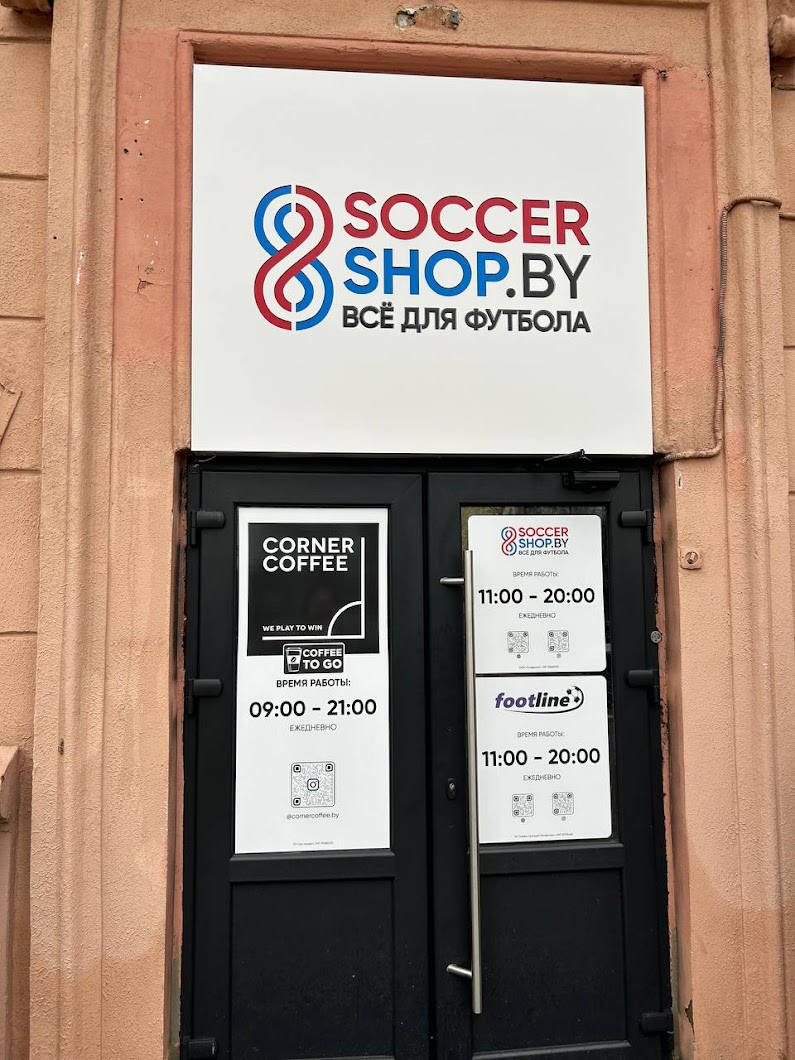 SOCCER
SHOP.BY
ВСЁ ДЛЯ ФУТБОЛА
CORNER
COFFEE
WE PLAY TO WIN
COFFEE
TO GO
ВРЕМЯ РАБОТЫ:
09:00 - 21:00
ЕЖЕДНЕВНО
@cornercoffee.by
SOCCER
SHOP.BY
ВСЁ ДЛЯ ФУТБОЛА
ВРЕМЯ РАБОТЫ:
11:00 - 20:00
ЕЖЕДНЕВНО
footline
ВРЕМЯ РАБОТЫ:
11:00 - 20:00
ЕЖЕДНЕВНО